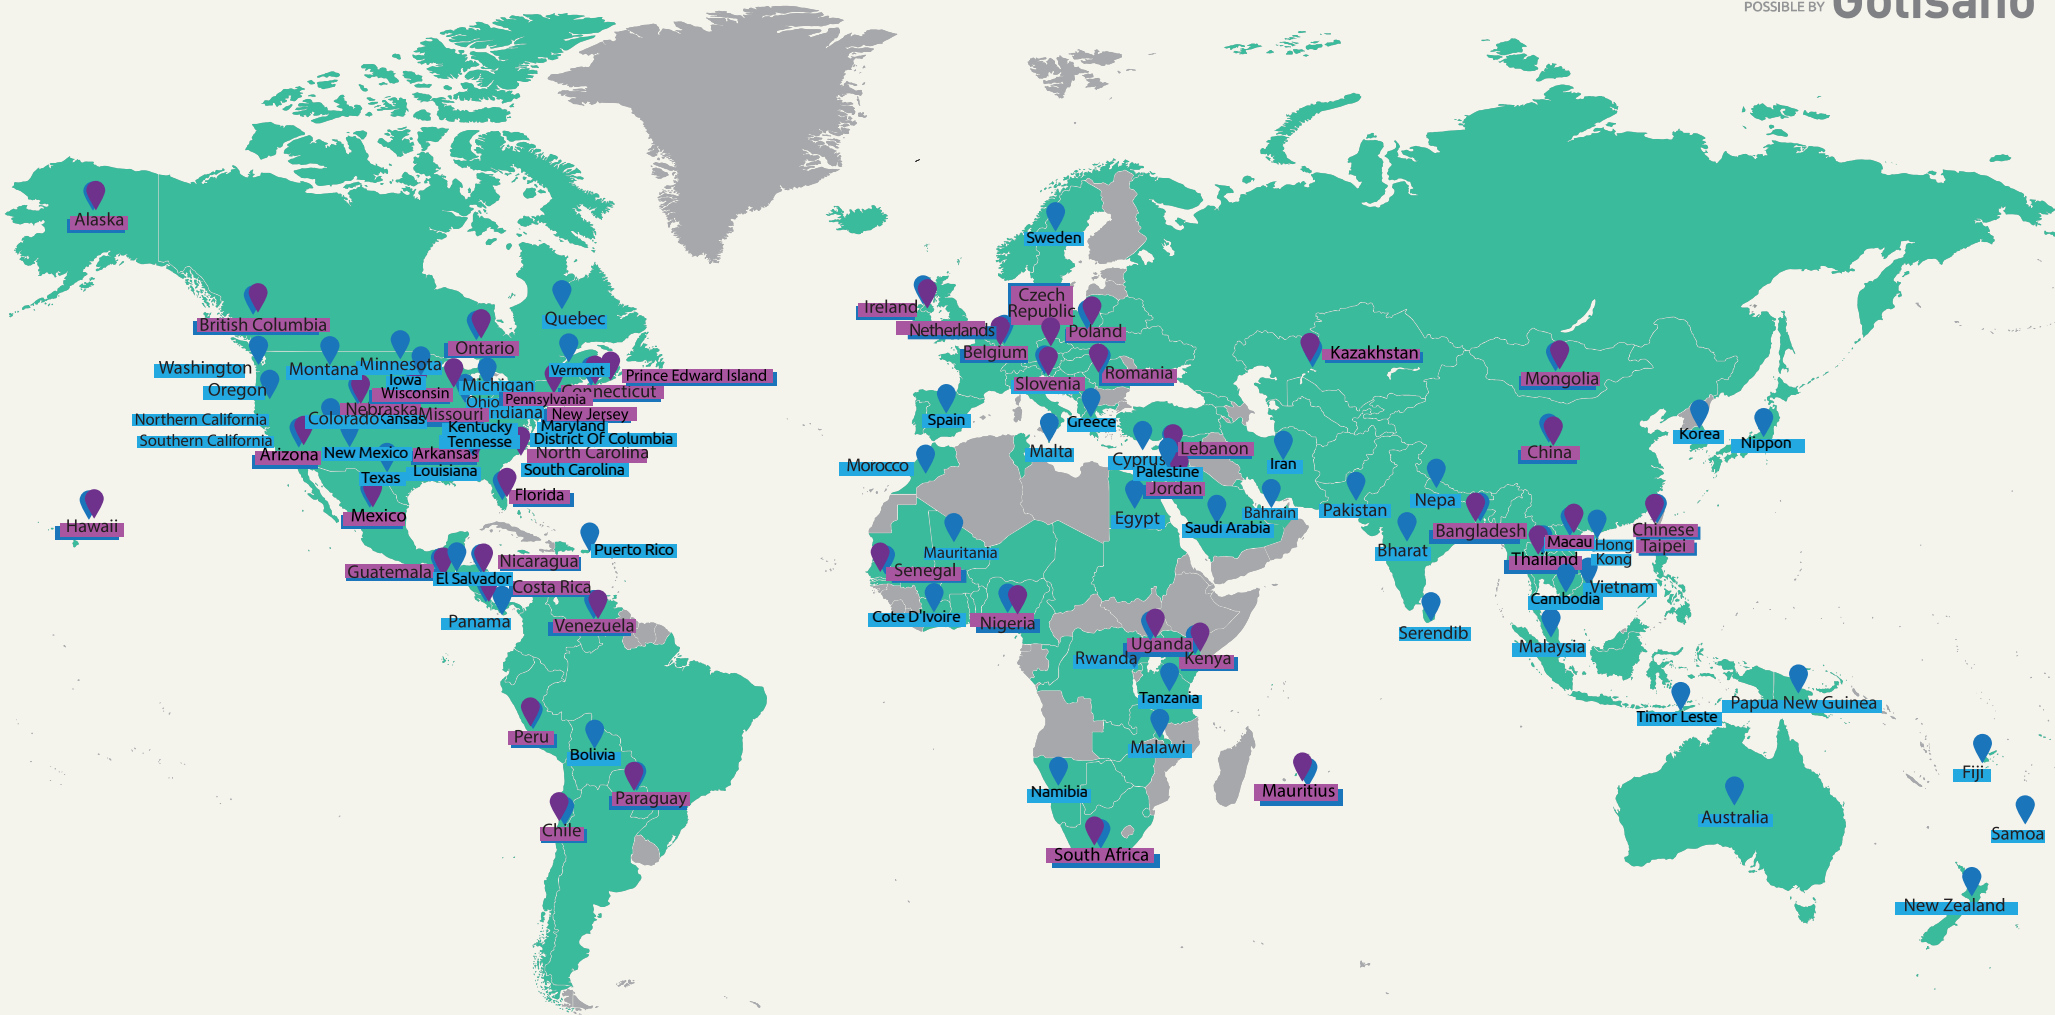 POSSIBLE BY Golisano
Alaska
Sweden
British Columbia
Quebec
Ireland
Czech
Republic
Netherlands
Poland
Ontario
Belgium
Kazakhstan
Washington
Montana
Minnesota
Vermont
Prince Edward Island
Romania
Mongolia
Iowa
Slovenia
Oregon
Wisconsin
Michigan
Connecticut
Ohio
Pennsylvania
Nebraska
Missouri
Indiana
New Jersey
Northern California
Colorado
Kansas
Spain
Greece
Kentucky
Maryland
Korea
Nippon
Southern California
Tennesse
District Of Columbia
Arizona
New Mexico
Arkansas
North Carolina
Malta
Lebanon
China
Morocco
Cyprus
Iran
Louisiana
South Carolina
Palestine
Texas
Jordan
Florida
Nepa
Pakistan
Bahrain
Mexico
Egypt
Saudi Arabia
Hawaii
Bangladesh
Chinese
Taipei
Macau
Hong
Kong
Puerto Rico
Mauritania
Bharat
Nicaragua
Thailand
Guatemala
El Salvador
Senegal
Costa Rica
Vietnam
Cambodia
Panama
Venezuela
Cote D'Ivoire
Nigeria
Serendib
Uganda
Malaysia
Rwanda
Kenya
Tanzania
Papua New Guinea
Timor Leste
Peru
Bolivia
Malawi
Fiji
Paraguay
Namibia
Mauritius
Chile
Australia
Samoa
South Africa
New Zealand